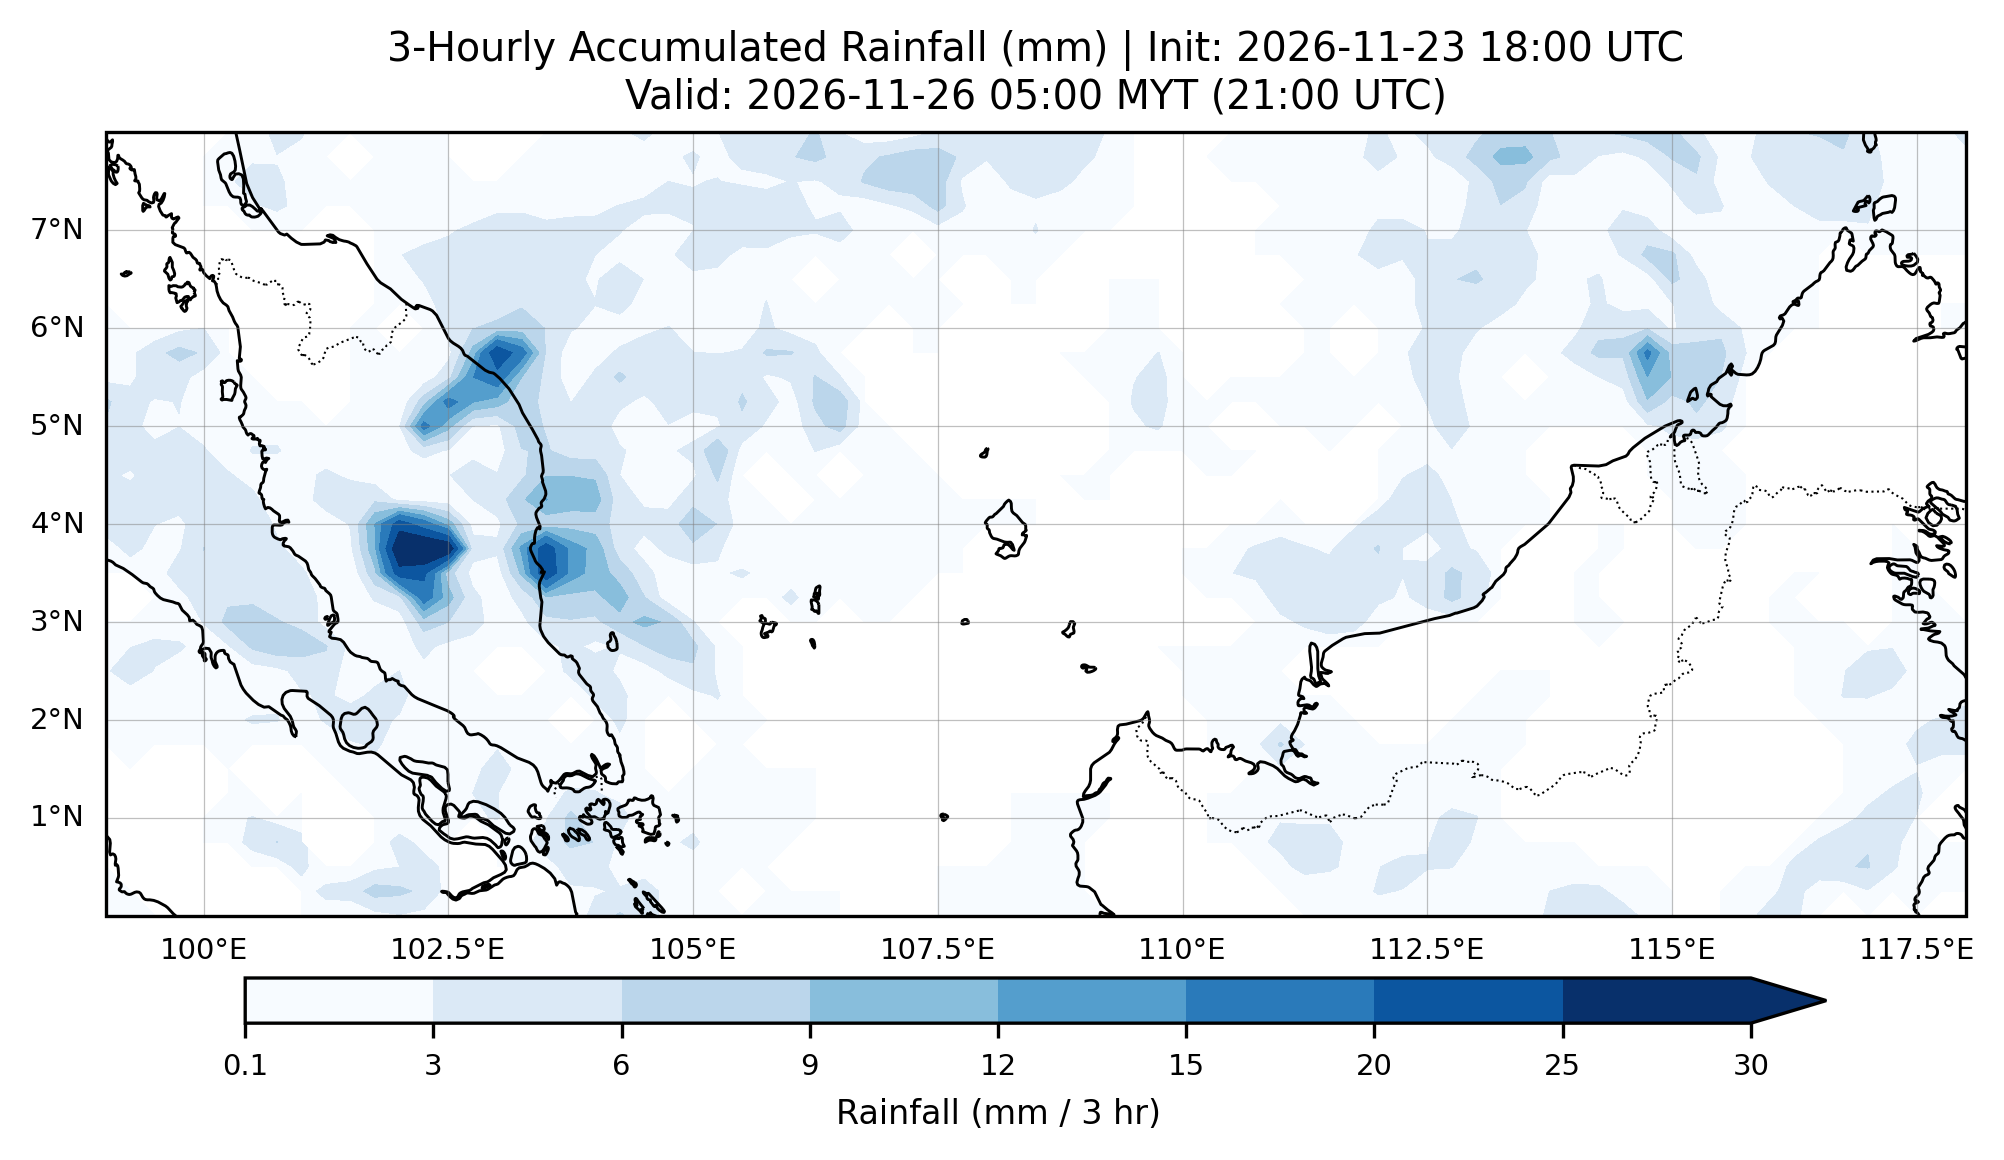 3-Hourly Accumulated Rainfall (mm) | Init: 2026-11-23 18:00 UTC
Valid: 2026-11-26 05:00 MYT (21:00 UTC)
7°N
6°N
5°N
4°N
3°N
2°N
1°N
100°E 102.5°E 105°E 107.5°E 110°E 112.5°E 115°E 117.5°E
0.1 3 6 9 12 15 20 25 30
Rainfall (mm / 3 hr)